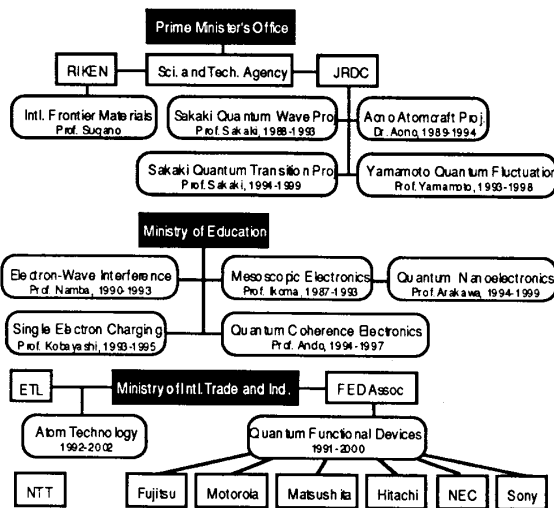 Prime Minister's Office
RIKEN
Sci. and Tech. Agency
JRDC
Intl. Frontier Materials
Prof. Sugano
Sakaki Quantum Wave Proj
Prof. Sakaki, 1988-1993
Aono Atomcraft Proj.
Dr. Aono, 1989-1994
Sakaki Quantum Transition Proj
Prof. Sakaki, 1994-1999
Yamamoto Quantum Fluctuation
Prof. Yamamoto, 1993-1998
Ministry of Education
Electron-Wave Interference
Prof. Namba, 1990-1993
Mesoscopic Electronics
Prof. Ikoma, 1987-1993
Quantum Nanoelectronics
Prof. Arakawa, 1994-1999
Single Electron Charging
Prof. Kobayashi, 1993-1995
Quantum Coherence Electronics
Prof. Ando, 1994-1997
ETL
Ministry of Intl. Trade and Ind.
FED Assoc
Atom Technology
1992-2002
Quantum Functional Devices
1991-2000
NTT
Fujitsu
Motorola
Matsushita
Hitachi
NEC
Sony